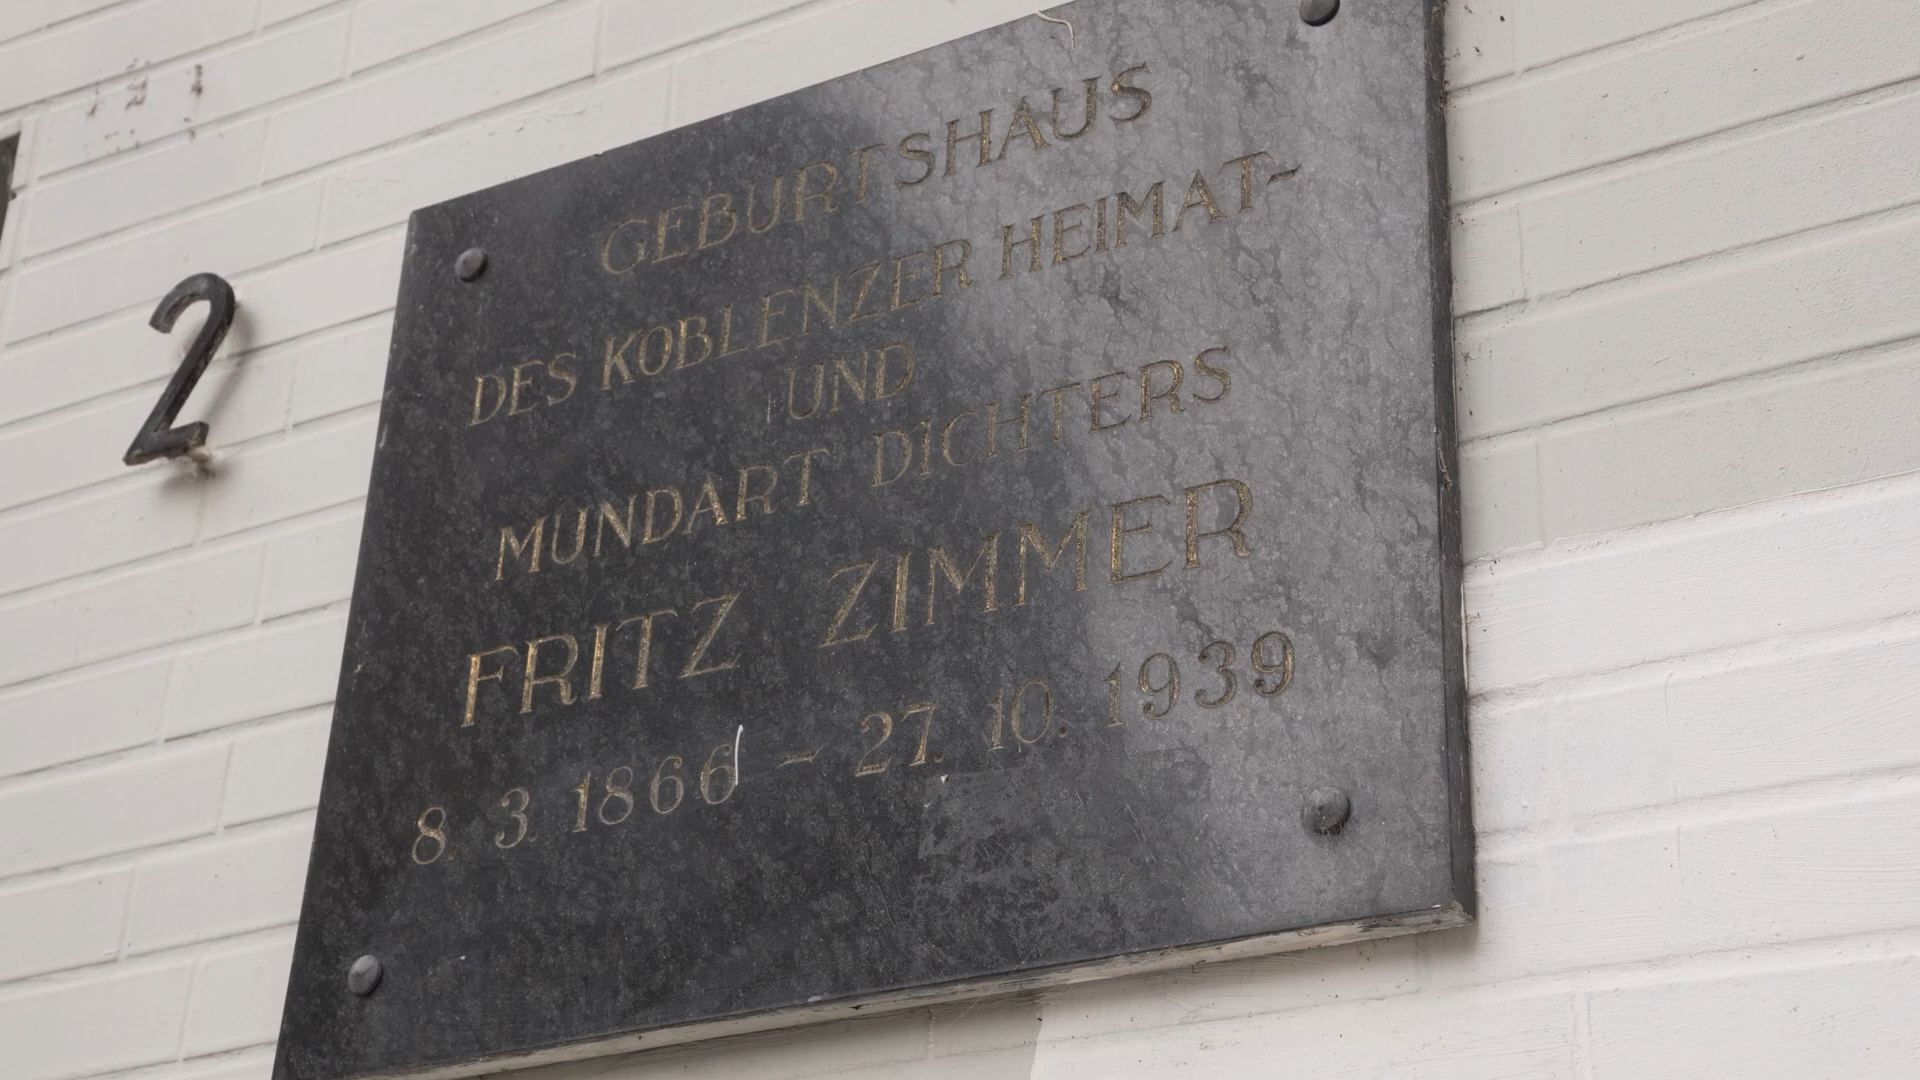 2
GEBURTSHAUS
DES KOBLENZER HEIMAT-
UND
MUNDART DICHTERS
FRITZ ZIMMER
8. 3. 1866 - 27. 10. 1939